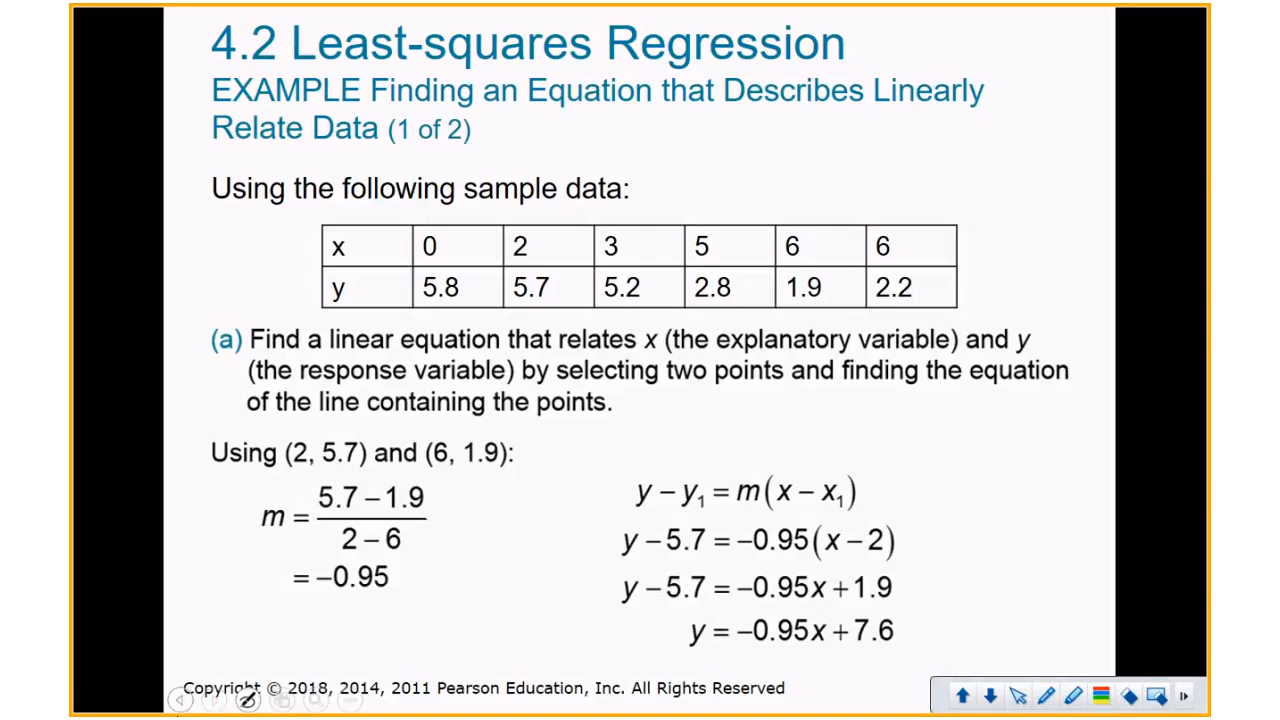 4.2 Least-squares Regression
EXAMPLE Finding an Equation that Describes Linearly
Relate Data (1 of 2)
Using the following sample data:
x 0 2 3 5 6 6
y 5.8 5.7 5.2 2.8 1.9 2.2
(a) Find a linear equation that relates x (the explanatory variable) and y
(the response variable) by selecting two points and finding the equation
of the line containing the points.
Using (2, 5.7) and (6, 1.9):
m = (5.7 − 1.9) / (2 − 6)
= −0.95
y − y₁ = m(x − x₁)
y − 5.7 = −0.95(x − 2)
y − 5.7 = −0.95x + 1.9
y = −0.95x + 7.6
Copyright © 2018, 2014, 2011 Pearson Education, Inc. All Rights Reserved